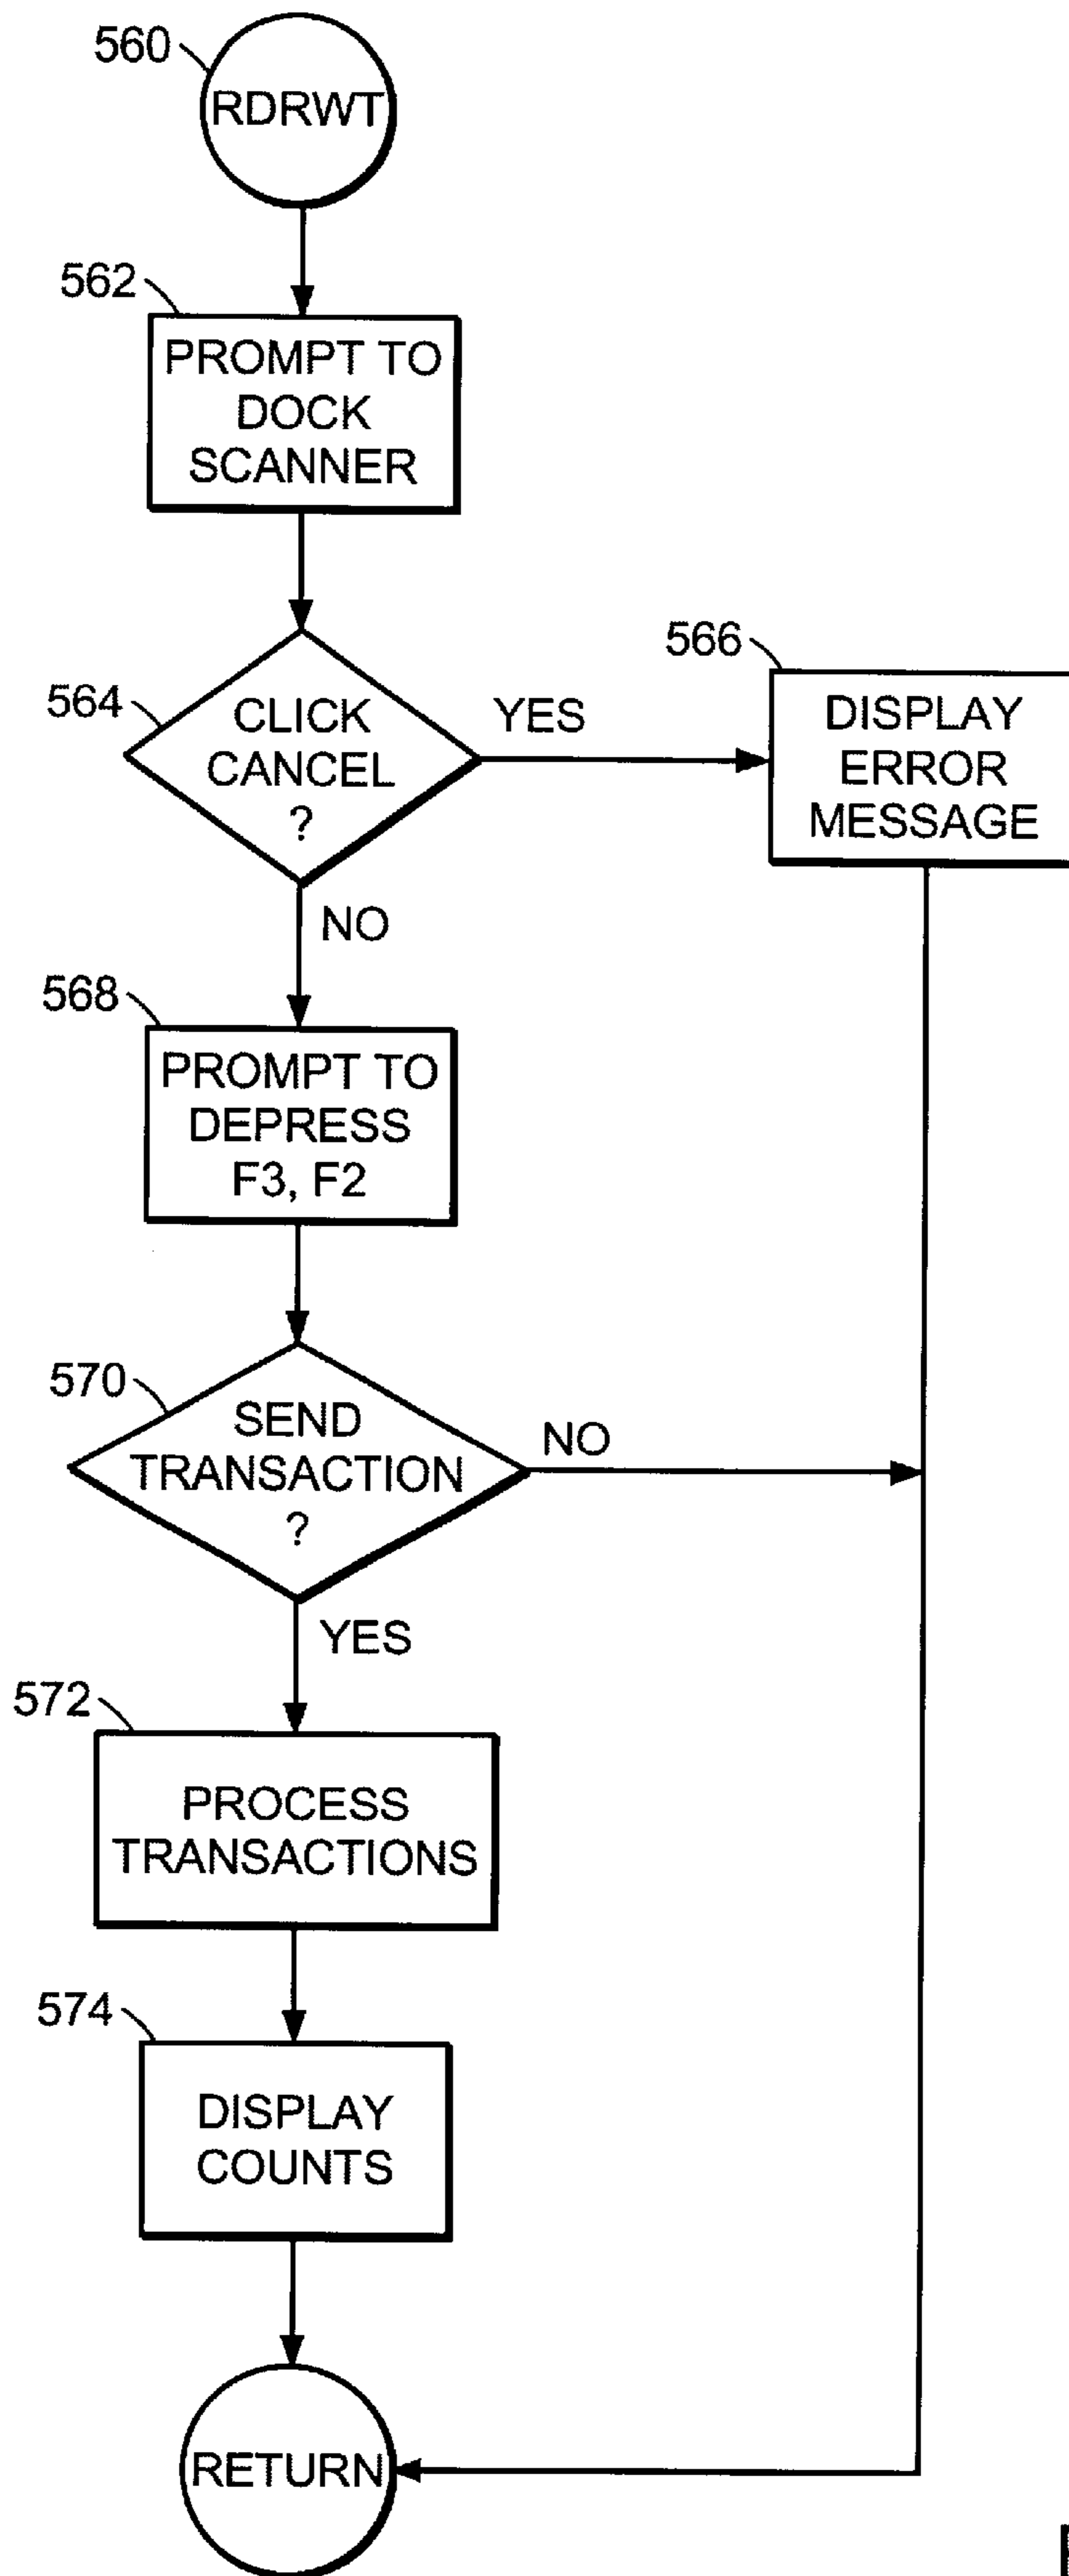 560
RDRWT
562
PROMPT TO
DOCK
SCANNER
564
CLICK
CANCEL
?
YES
566
DISPLAY
ERROR
MESSAGE
NO
568
PROMPT TO
DEPRESS
F3, F2
570
SEND
TRANSACTION
?
NO
YES
572
PROCESS
TRANSACTIONS
574
DISPLAY
COUNTS
RETURN